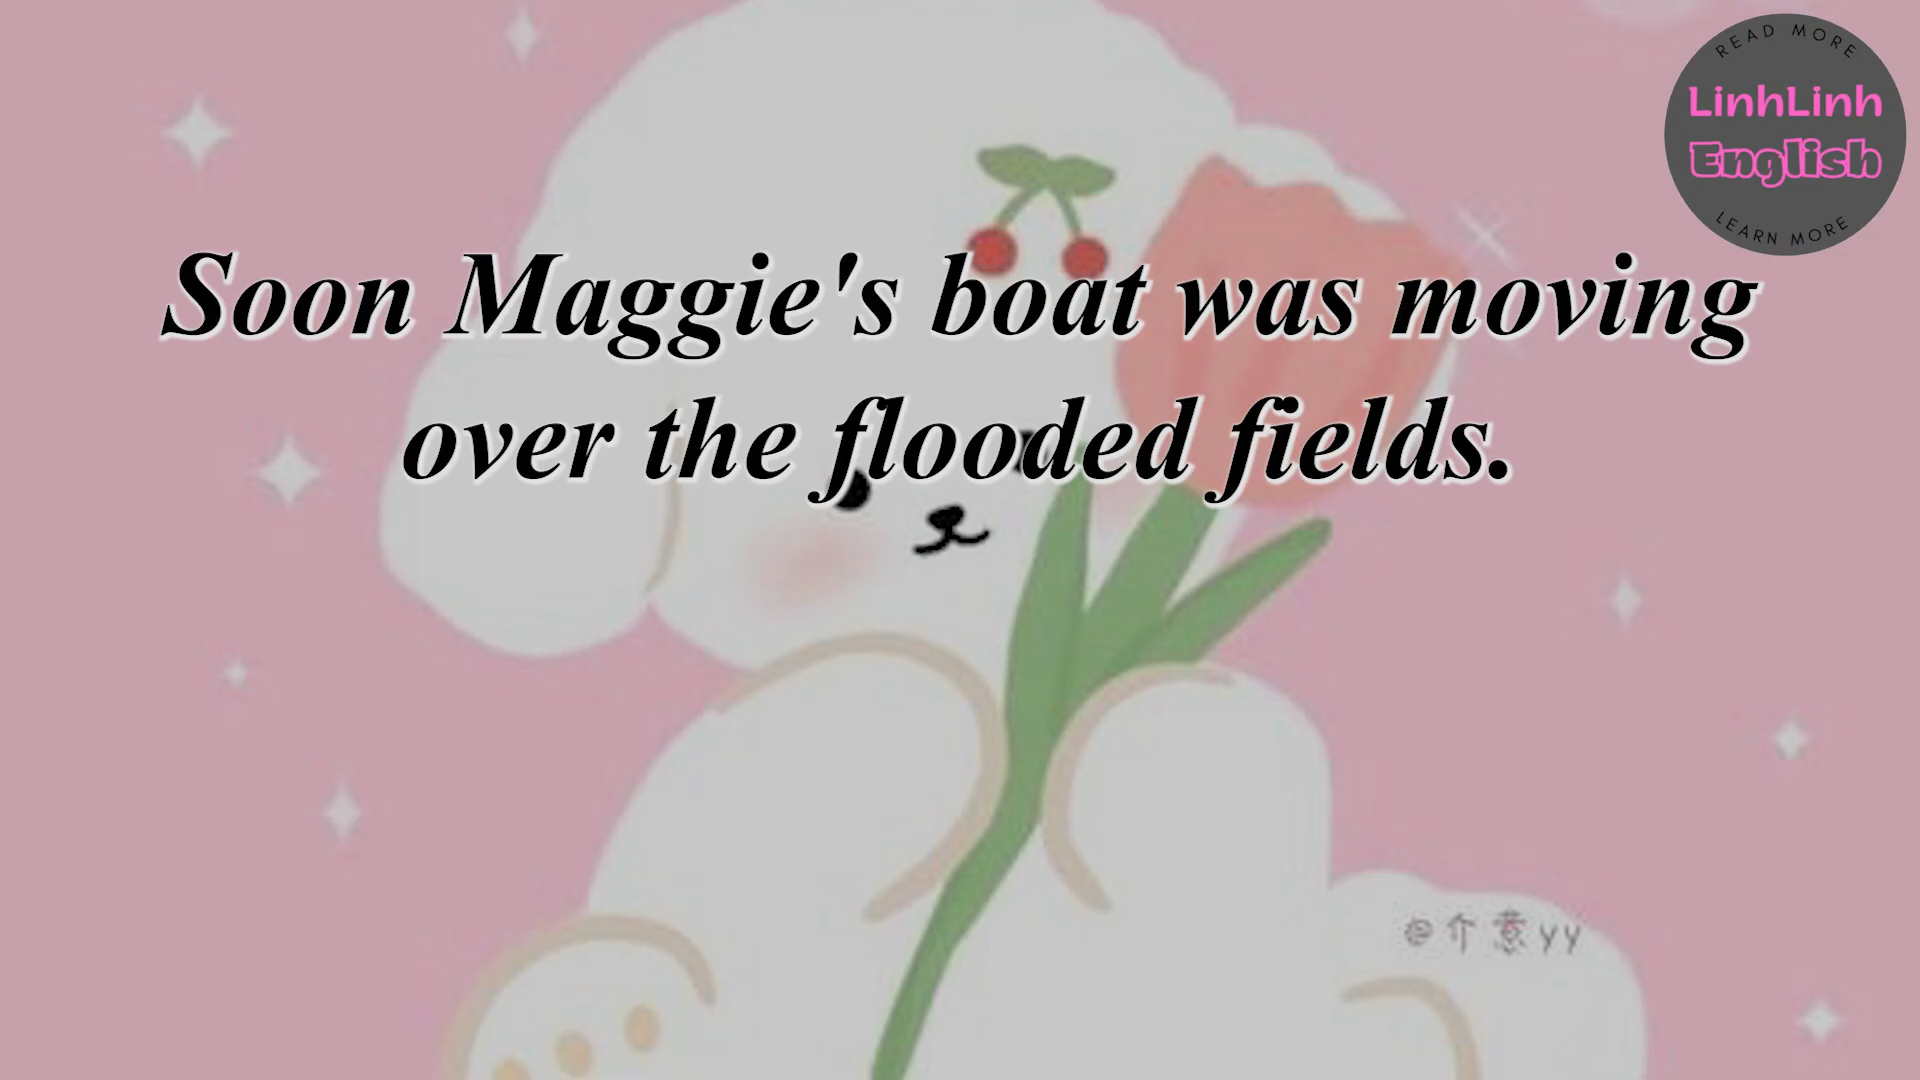 READ MORE
LinhLinh
English
LEARN MORE
Soon Maggie's boat was moving
over the flooded fields.
@介意yy